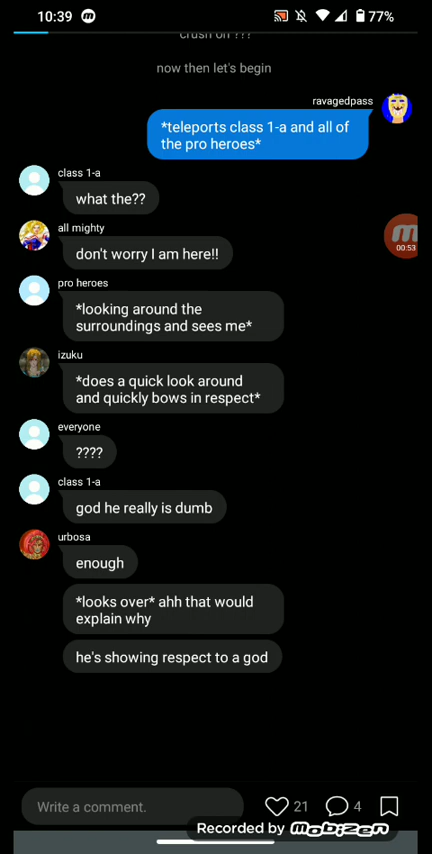 10:39
77%
crush on ???
now then let's begin
ravagedpass
*teleports class 1-a and all of
the pro heroes*
class 1-a
what the??
all mighty
don't worry I am here!!
00:53
pro heroes
*looking around the
surroundings and sees me*
izuku
*does a quick look around
and quickly bows in respect*
everyone
????
class 1-a
god he really is dumb
urbosa
enough
*looks over* ahh that would
explain why
he's showing respect to a god
Write a comment.
21
4
Recorded by Mobizen